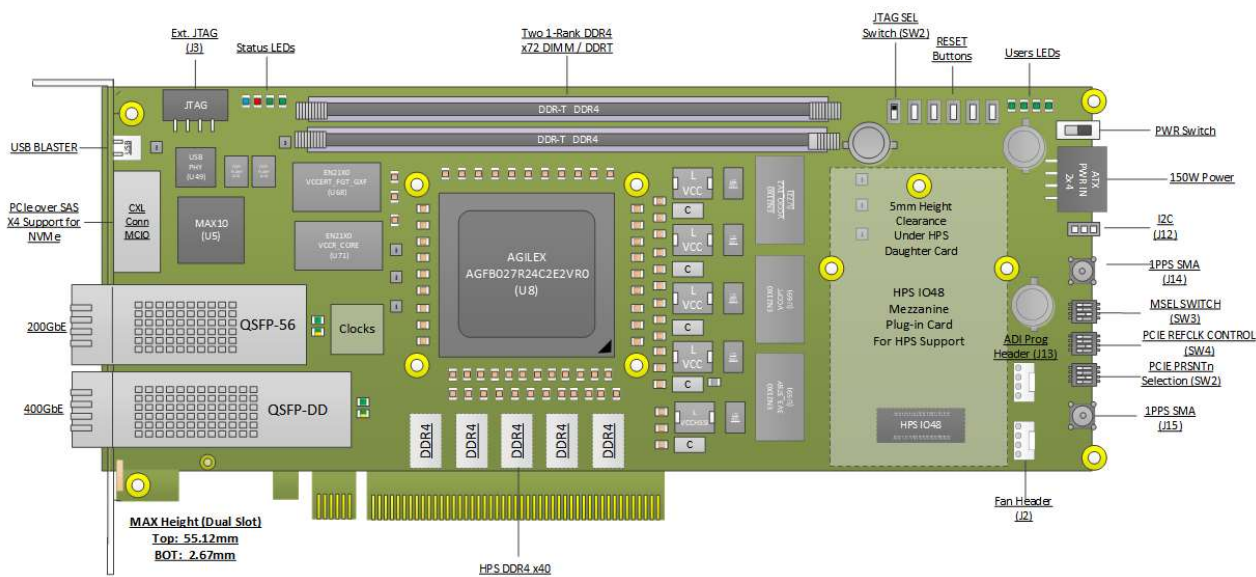 Ext. JTAG
(J3)
Status LEDs
Two 1-Rank DDR4
x72 DIMM / DDRT
JTAG SEL
Switch (SW2)
RESET
Buttons
Users LEDs
JTAG
DDR-T DDR4
DDR-T DDR4
PWR Switch
USB BLASTER
USB
USB
PHY
(U49)
EN21X0
VCCERT_FGT_GXF
(U68)
L
VCC
C
ATX
PWR IN
2x4
150W Power
PCIe over SAS
X4 Support for
NVMe
CXL
Conn
MCIO
MAX10
(U5)
EN21X0
VCCR_CORE
(U71)
AGILEX
AGFB027R24C2E2VR0
(U8)
L
VCC
C
5mm Height
Clearance
Under HPS
Daughter Card
I2C
(J12)
1PPS SMA
(J14)
L
VCC
C
HPS IO48
Mezzanine
Plug-in Card
For HPS Support
MSEL SWITCH
(SW3)
200GbE
QSFP-56
Clocks
ADI Prog
Header (J13)
PCIE REFCLK CONTROL
(SW4)
L
VCC
C
PCIE PRSNTn
Selection (SW2)
400GbE
QSFP-DD
DDR4
DDR4
DDR4
DDR4
DDR4
L
C
HPS IO48
1PPS SMA
(J15)
Fan Header
(J2)
MAX Height (Dual Slot)
Top: 55.12mm
BOT: 2.67mm
HPS DDR4 x40